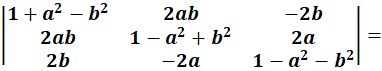 |1 + a² − b² 2ab −2b|
|2ab 1 − a² + b² 2a| =
|2b −2a 1 − a² − b²|